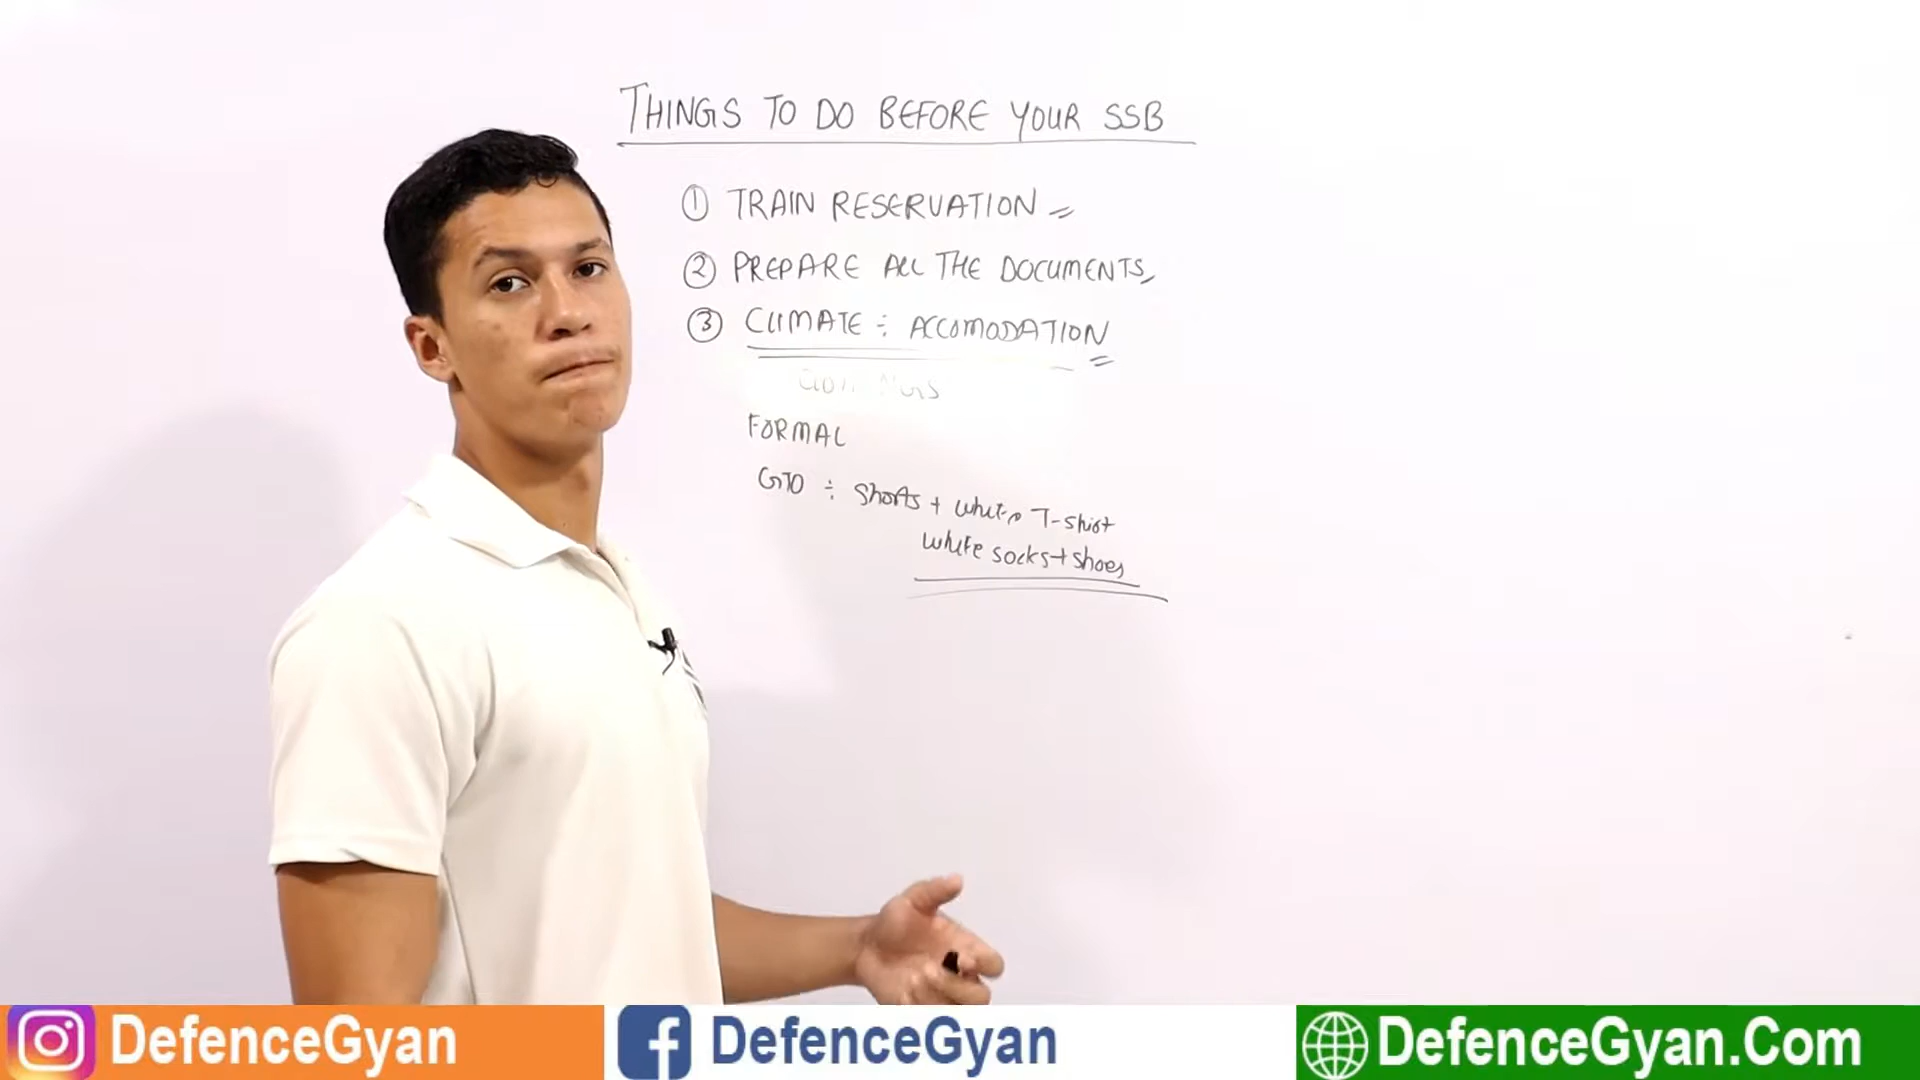 THINGS TO DO BEFORE YOUR SSB
① TRAIN RESERVATION
② PREPARE ALL THE DOCUMENTS
③ CLIMATE ÷ ACCOMODATION
FORMAL
GTO ÷ Shorts + White T-Shirt
White socks + shoes
DefenceGyan
DefenceGyan
DefenceGyan.Com